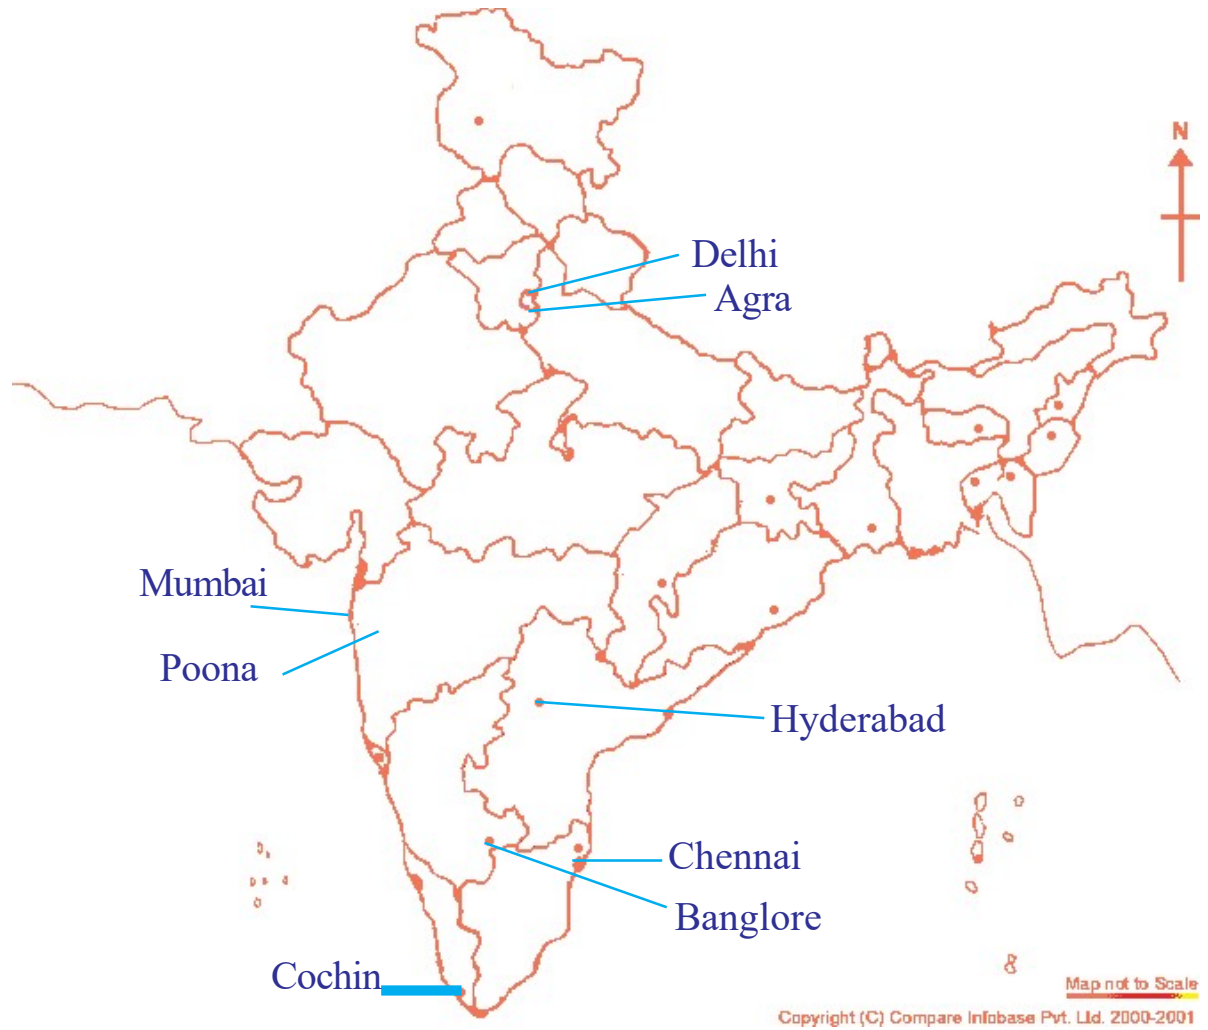 N
Delhi
Agra
Mumbai
Poona
Hyderabad
Chennai
Banglore
Cochin
Map not to Scale
Copyright (C) Compare Infobase Pvt. Ltd. 2000-2001